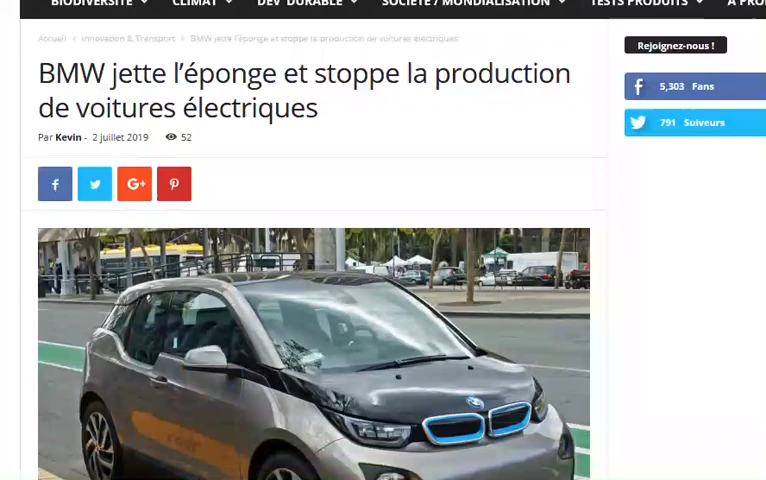 BIODIVERSITÉ CLIMAT DEV' DURABLE SOCIÉTÉ / MONDIALISATION TESTS PRODUITS À PRO
Accueil Innovation & Transport BMW jette l'éponge et stoppe la production de voitures électriques
BMW jette l'éponge et stoppe la production
de voitures électriques
Par Kevin - 2 juillet 2019 52
G+
Rejoignez-nous !
5,303 Fans
791 Suiveurs